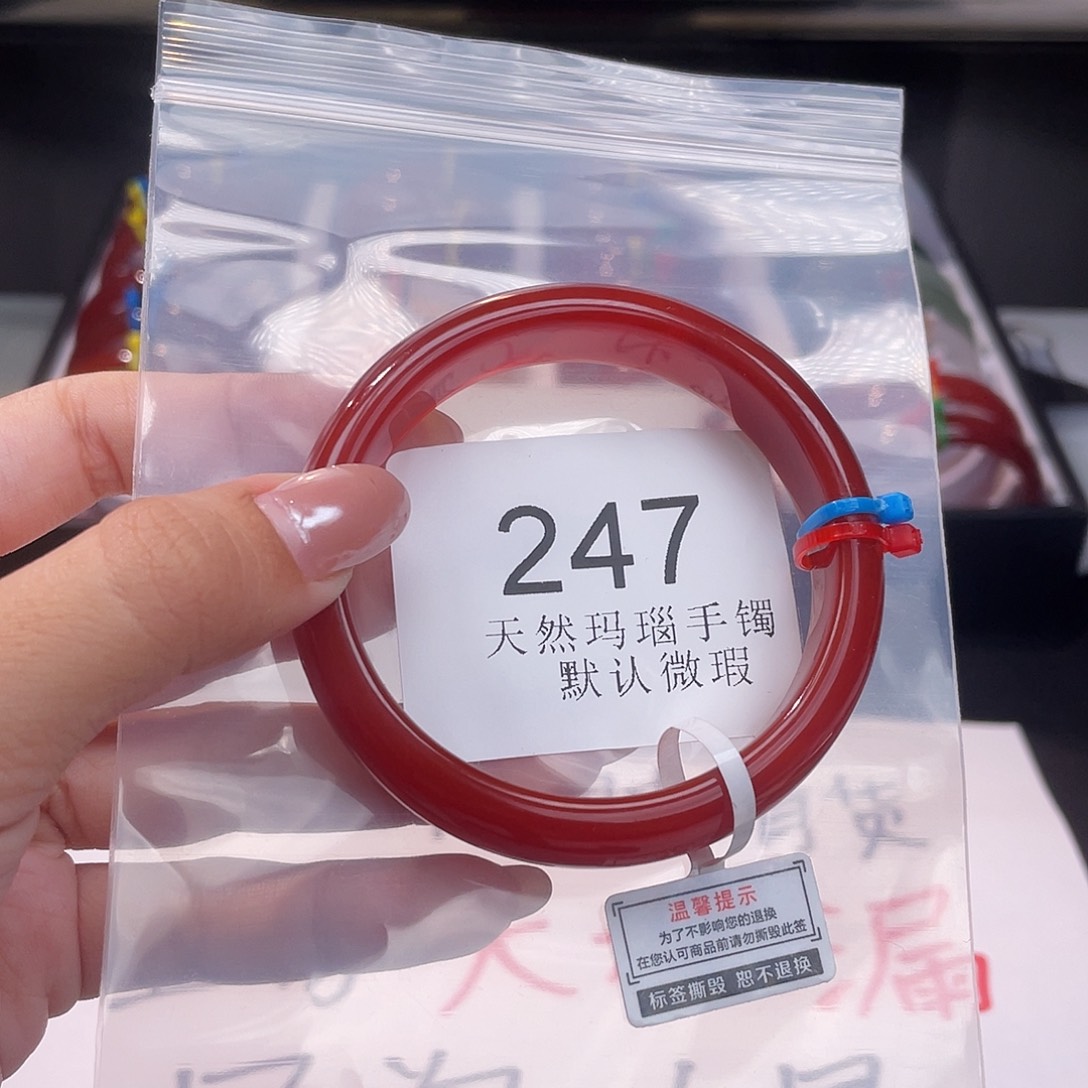 247
天然玛瑙手镯
默认微瑕
温馨提示
为了不影响您的退换
在您认可商品前请勿撕毁此签
标签撕毁 恕不退换
货
漏